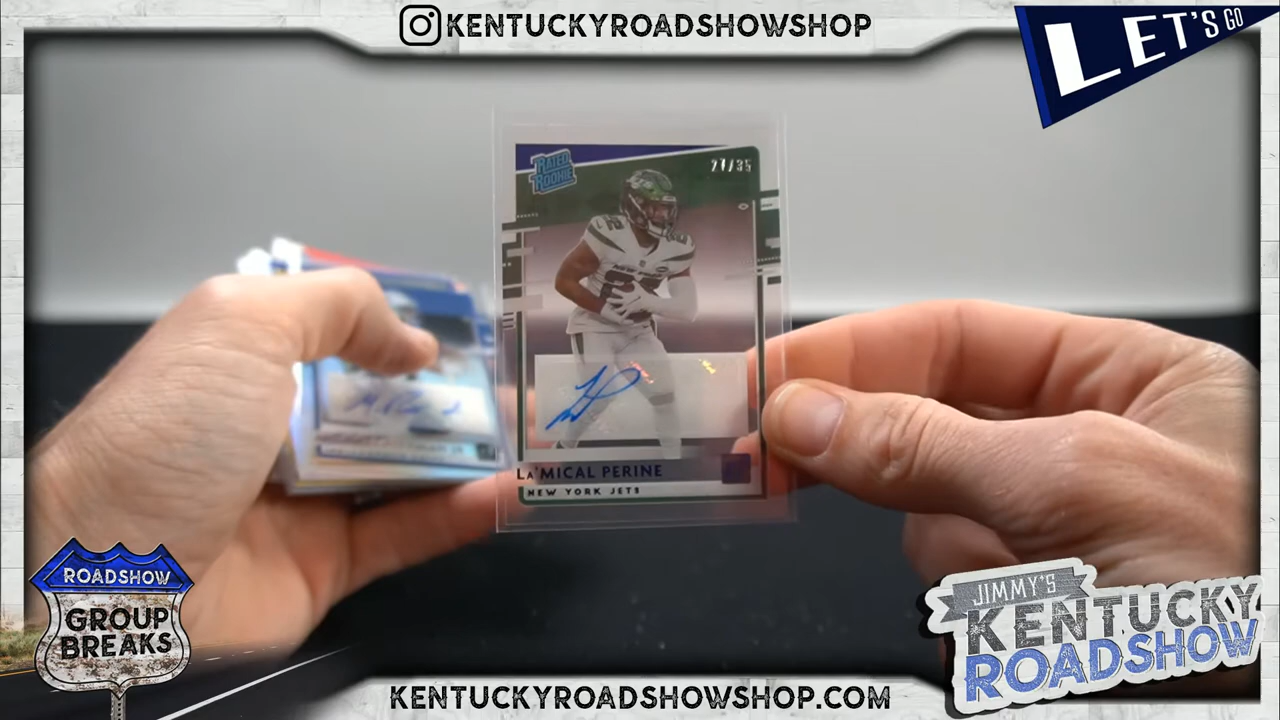 KENTUCKYROADSHOWSHOP
LET'S GO
RATED
ROOKIE
27/35
22
LA'MICAL PERINE
NEW YORK JETS
ROADSHOW
GROUP
BREAKS
JIMMY'S
KENTUCKY
ROADSHOW
KENTUCKYROADSHOWSHOP.COM